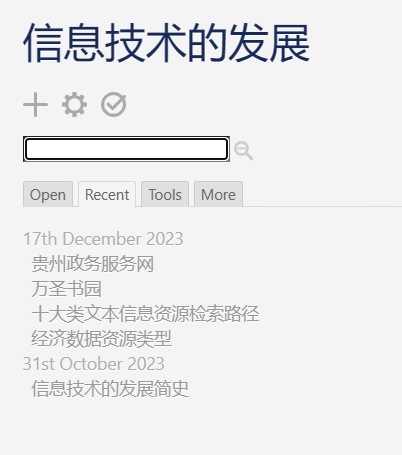 信息技术的发展
Open Recent Tools More
17th December 2023
贵州政务服务网
万圣书园
十大类文本信息资源检索路径
经济数据资源类型
31st October 2023
信息技术的发展简史